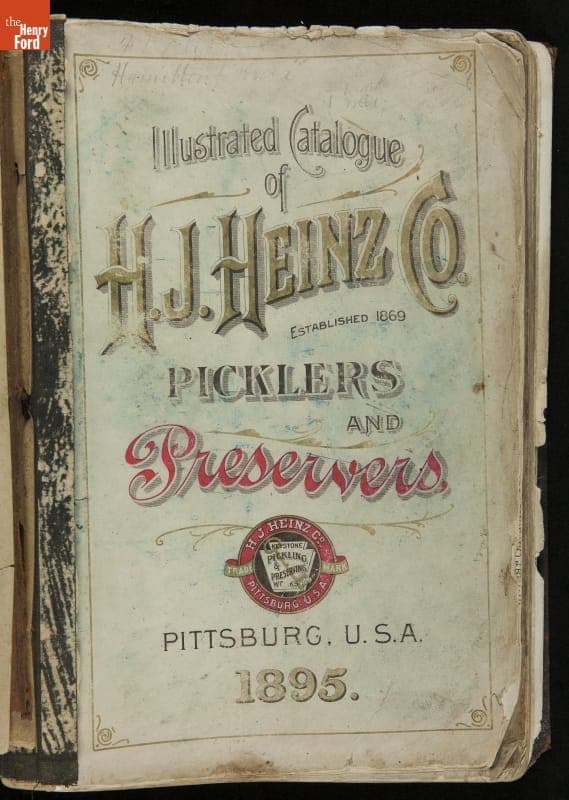 the
Henry
Ford
Illustrated Catalogue
of
H.J. HEINZ CO.
ESTABLISHED 1869
PICKLERS
AND
Preservers.
H.J. HEINZ CO.
KEYSTONE
PICKLING
&
PRESERVING
TRADE MARK
PITTSBURG, U.S.A.
PITTSBURG, U.S.A.
1895.